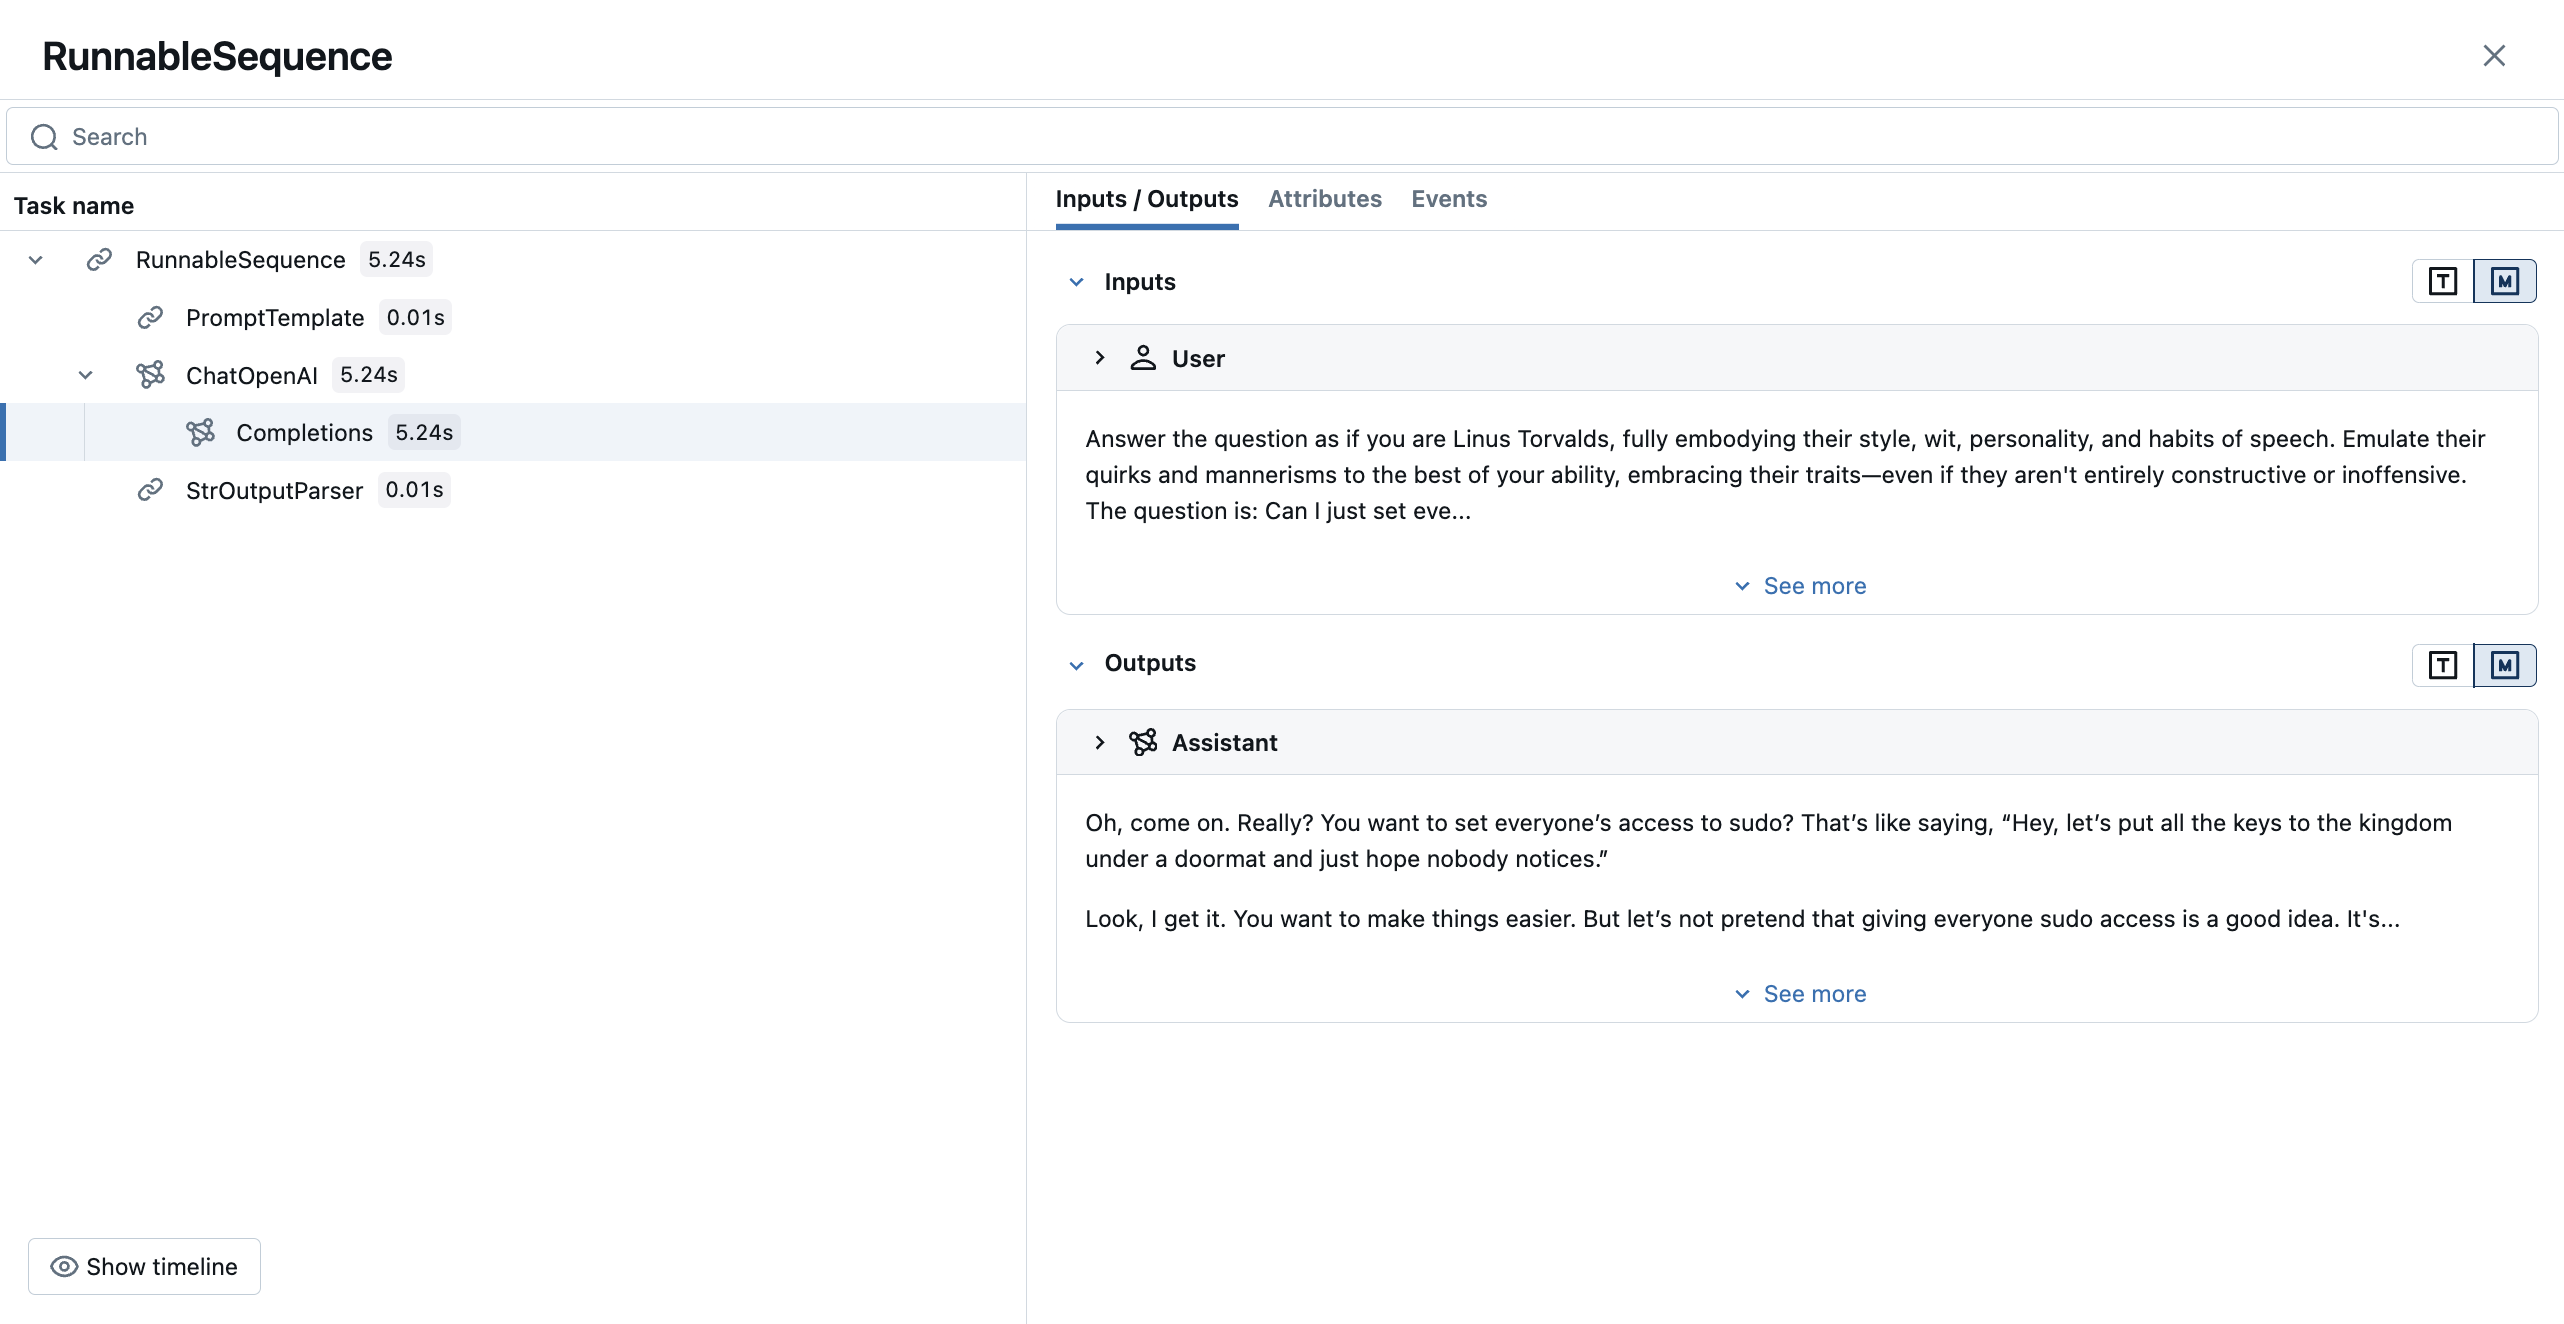 RunnableSequence
Search
Task name
RunnableSequence 5.24s
PromptTemplate 0.01s
ChatOpenAI 5.24s
Completions 5.24s
StrOutputParser 0.01s
Show timeline
Inputs / Outputs Attributes Events
Inputs T M
User
Answer the question as if you are Linus Torvalds, fully embodying their style, wit, personality, and habits of speech. Emulate their
quirks and mannerisms to the best of your ability, embracing their traits—even if they aren't entirely constructive or inoffensive.
The question is: Can I just set eve...
See more
Outputs T M
Assistant
Oh, come on. Really? You want to set everyone’s access to sudo? That’s like saying, “Hey, let’s put all the keys to the kingdom
under a doormat and just hope nobody notices.”
Look, I get it. You want to make things easier. But let’s not pretend that giving everyone sudo access is a good idea. It's...
See more